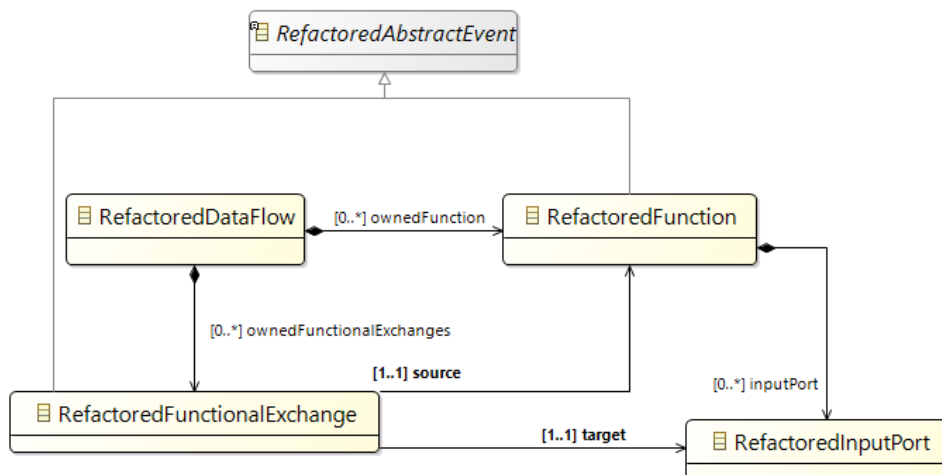 RefactoredAbstractEvent
RefactoredDataFlow
[0..*] ownedFunction
RefactoredFunction
[0..*] ownedFunctionalExchanges
[1..1] source
[0..*] inputPort
RefactoredFunctionalExchange
[1..1] target
RefactoredInputPort